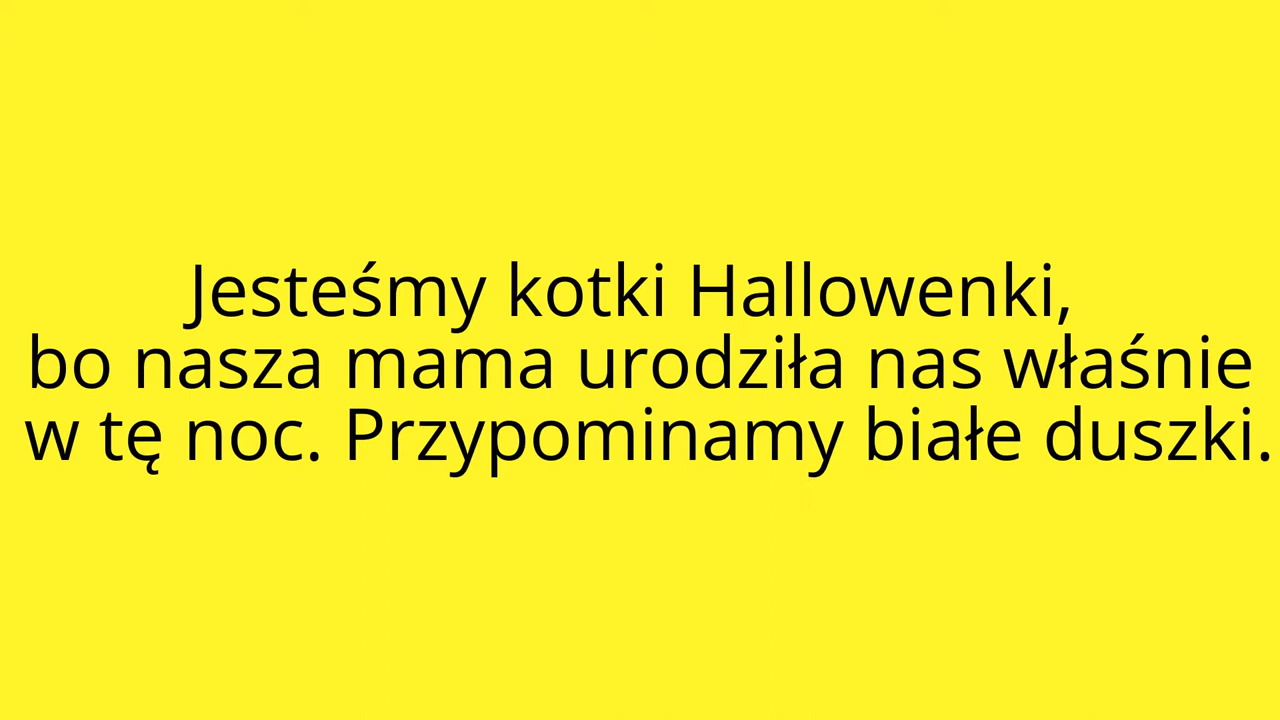 Jesteśmy kotki Hallowenki,
bo nasza mama urodziła nas właśnie
w tę noc. Przypominamy białe duszki.